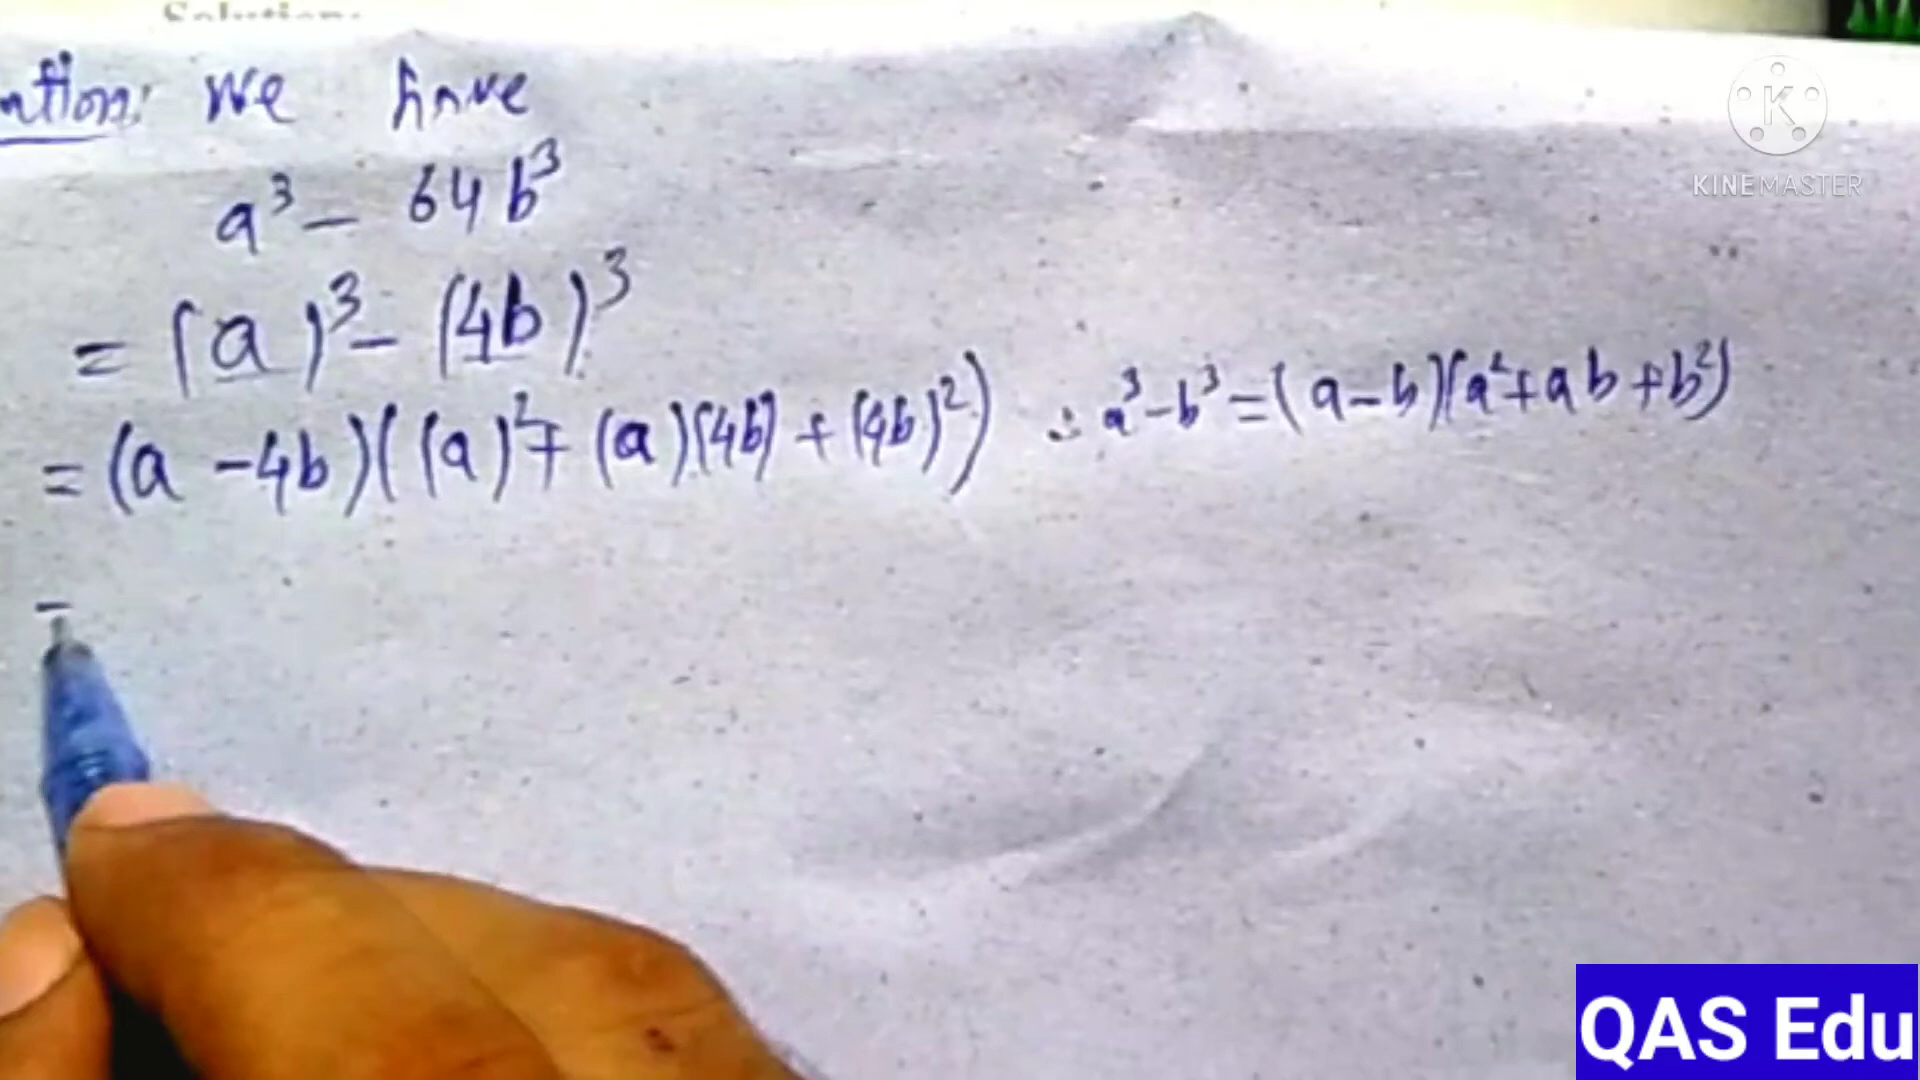 Solution:
We have
a³ - 64b³
= (a)³ - (4b)³
= (a - 4b)((a)² + (a)(4b) + (4b)²) ∴ a³ - b³ = (a - b)(a² + ab + b²)
KINEMASTER
QAS Edu